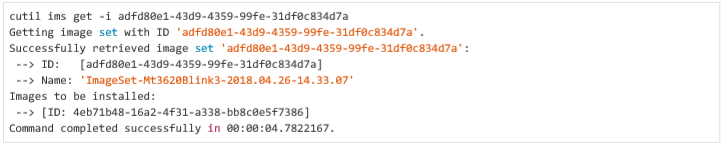 cutil ims get -i adfd80e1-43d9-4359-99fe-31df0c834d7a
Getting image set with ID 'adfd80e1-43d9-4359-99fe-31df0c834d7a'.
Successfully retrieved image set 'adfd80e1-43d9-4359-99fe-31df0c834d7a':
 --> ID:   [adfd80e1-43d9-4359-99fe-31df0c834d7a]
 --> Name: 'ImageSet-Mt3620Blink3-2018.04.26-14.33.07'
Images to be installed:
 --> [ID: 4eb71b48-16a2-4f31-a338-bb8c0e5f7386]
Command completed successfully in 00:00:04.7822167.